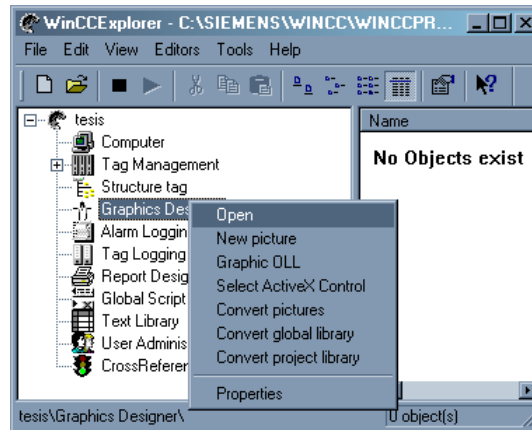 WinCCExplorer - C:\SIEMENS\WINCC\WINCCPR...
File Edit View Editors Tools Help
tesis
Computer
Tag Management
Structure tag
Graphics Des
Alarm Loggin
Tag Logging
Report Desig
Global Script
Text Library
User Adminis
CrossReferen
Name
No Objects exist
Open
New picture
Graphic OLL
Select ActiveX Control
Convert pictures
Convert global library
Convert project library
Properties
tesis\Graphics Designer\
0 object(s)